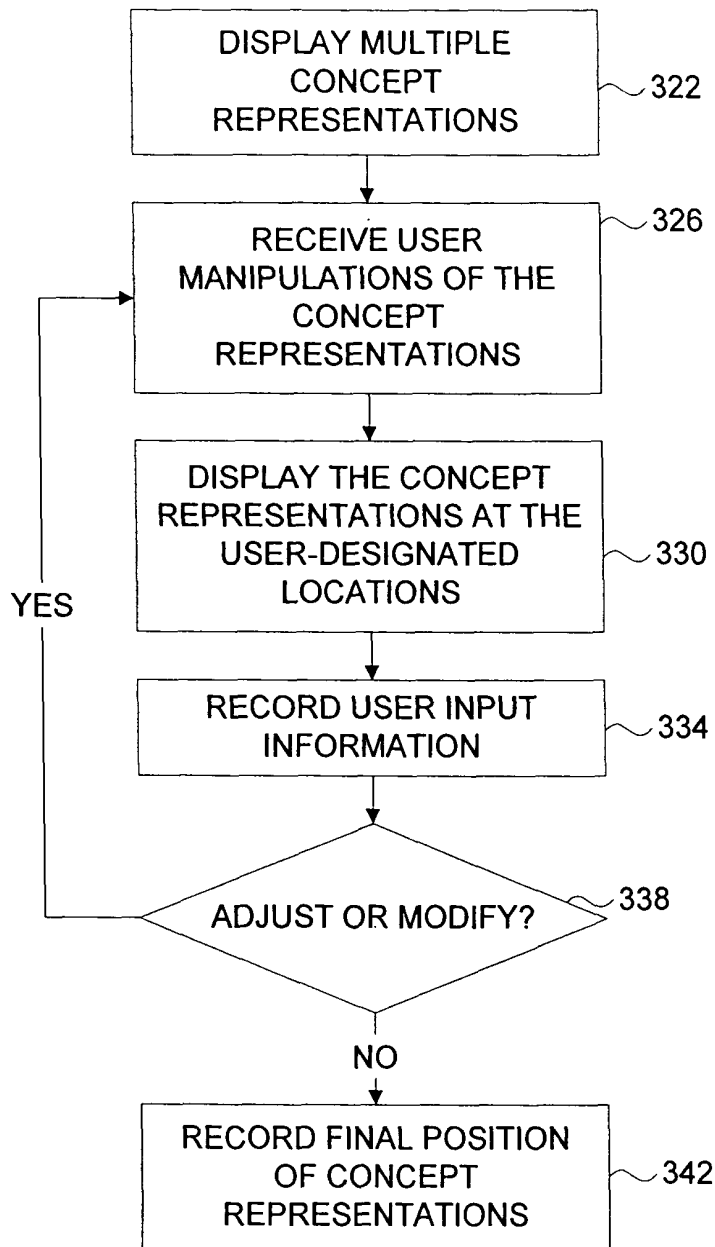 DISPLAY MULTIPLE
CONCEPT
REPRESENTATIONS
322
RECEIVE USER
MANIPULATIONS OF THE
CONCEPT
REPRESENTATIONS
326
DISPLAY THE CONCEPT
REPRESENTATIONS AT THE
USER-DESIGNATED
LOCATIONS
330
YES
RECORD USER INPUT
INFORMATION
334
ADJUST OR MODIFY?
338
NO
RECORD FINAL POSITION
OF CONCEPT
REPRESENTATIONS
342